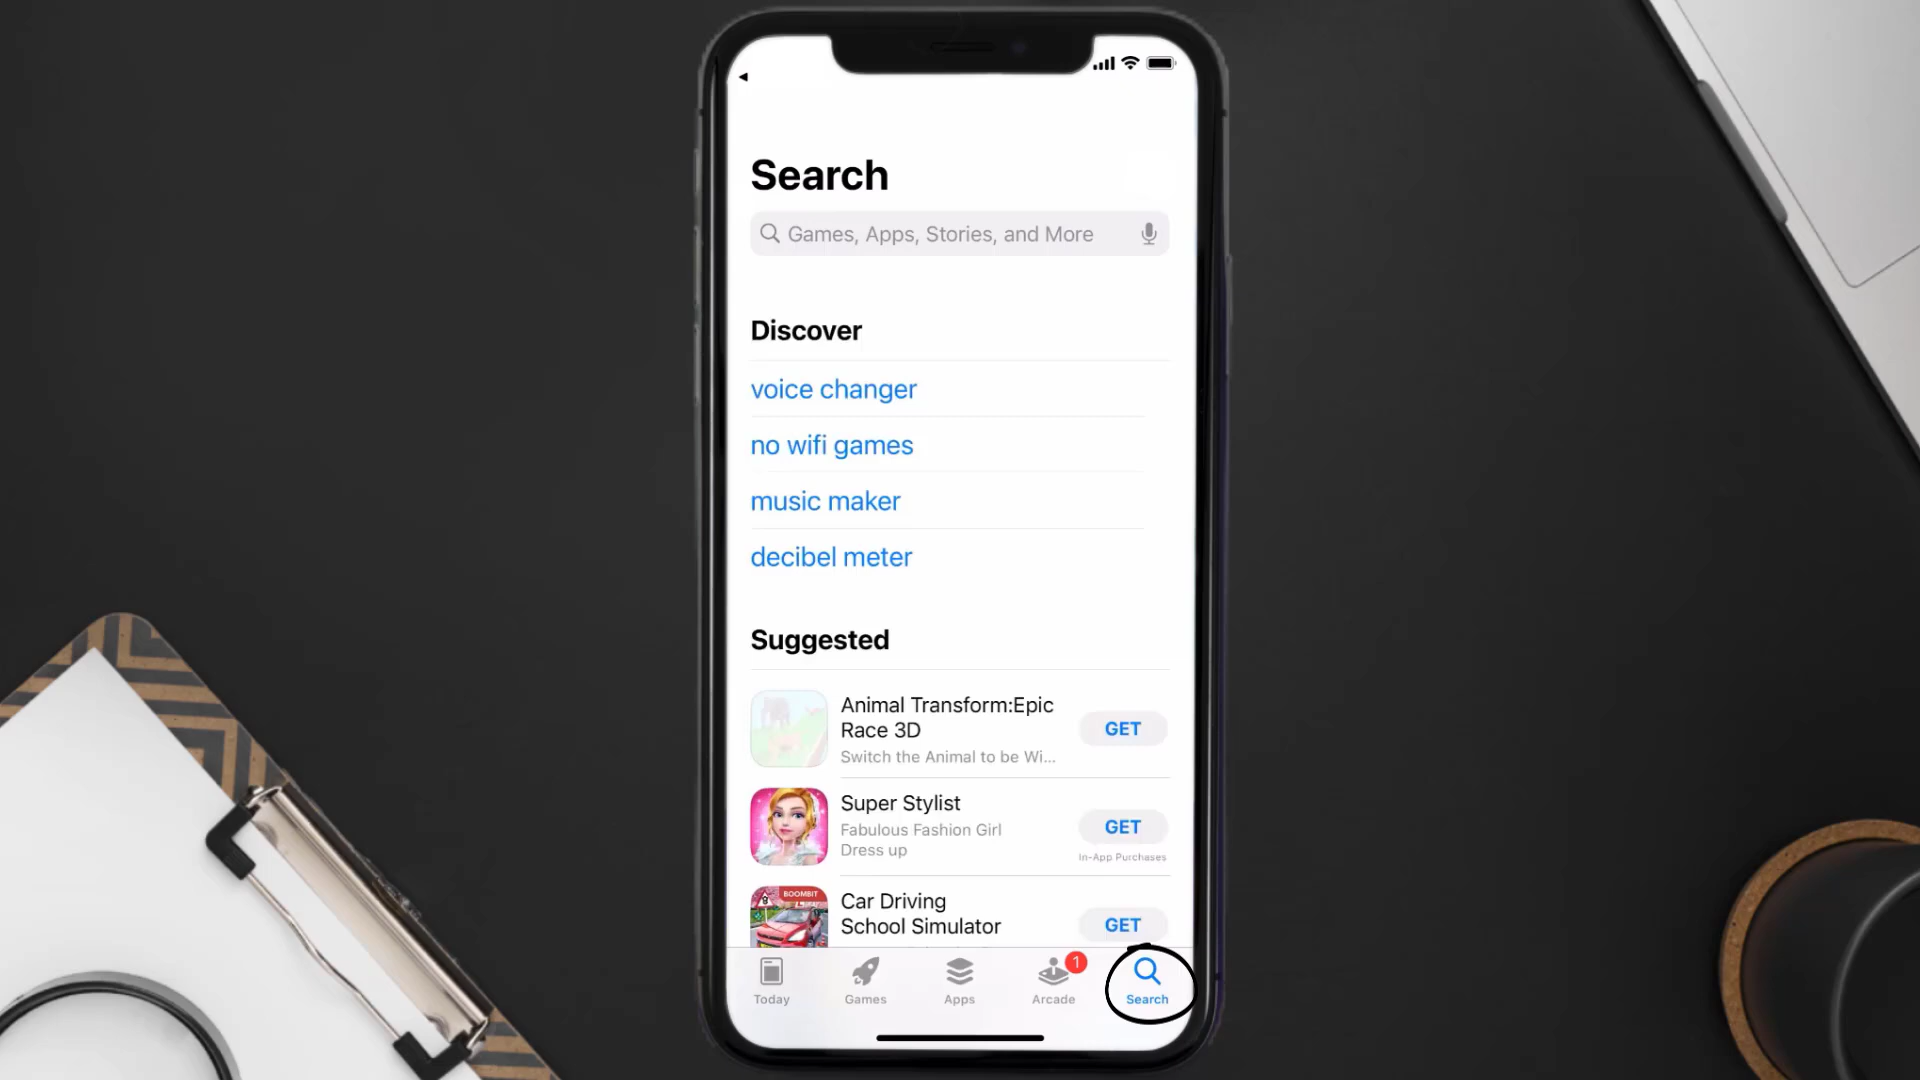 Search
Games, Apps, Stories, and More
Discover
voice changer
no wifi games
music maker
decibel meter
Suggested
Animal Transform:Epic
Race 3D
Switch the Animal to be Wi...
GET
Super Stylist
Fabulous Fashion Girl
Dress up
GET
In-App Purchases
BOOMBIT
Car Driving
School Simulator
GET
Today
Games
Apps
Arcade
1
Search